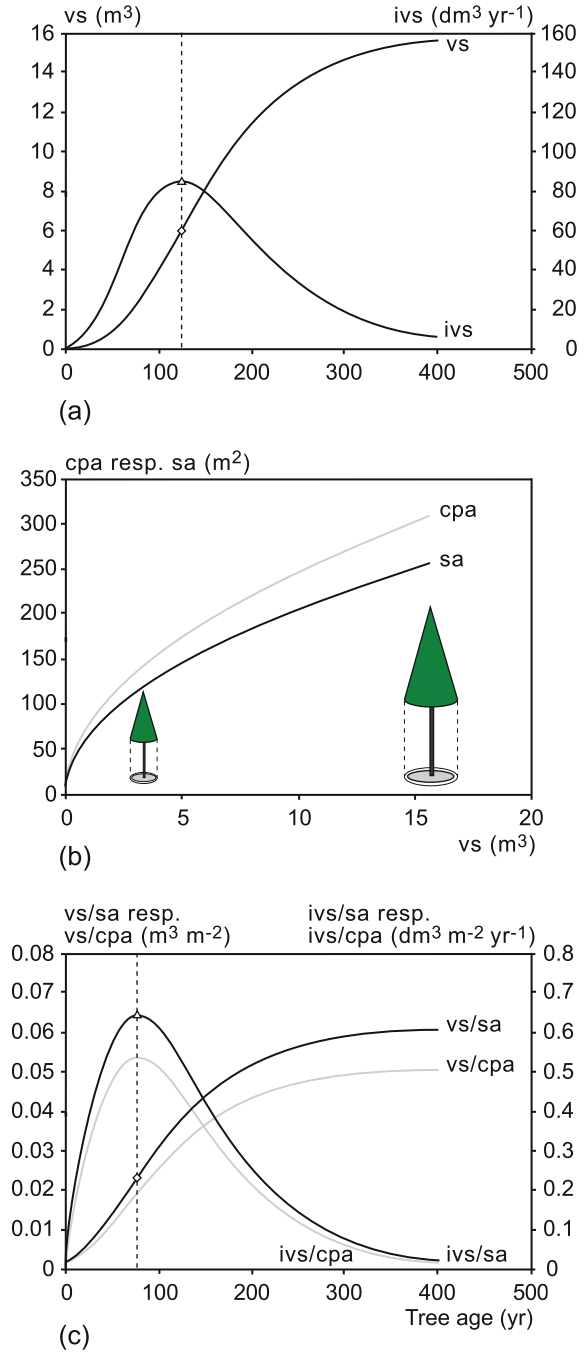 vs (m³) ivs (dm³ yr⁻¹)
16 160
14 vs 140
12 120
10 100
8 80
6 60
4 40
2 ivs 20
0 0
0 100 200 300 400 500
(a)
cpa resp. sa (m²)
350
300 cpa
250 sa
200
150
100
50
0
0 5 10 15 20
vs (m³)
(b)
vs/sa resp. ivs/sa resp.
vs/cpa (m³ m⁻²) ivs/cpa (dm³ m⁻² yr⁻¹)
0.08 0.8
0.07 0.7
0.06 vs/sa 0.6
0.05 vs/cpa 0.5
0.04 0.4
0.03 0.3
0.02 0.2
0.01 0.1
ivs/cpa ivs/sa
0 0
0 100 200 300 400 500
Tree age (yr)
(c)